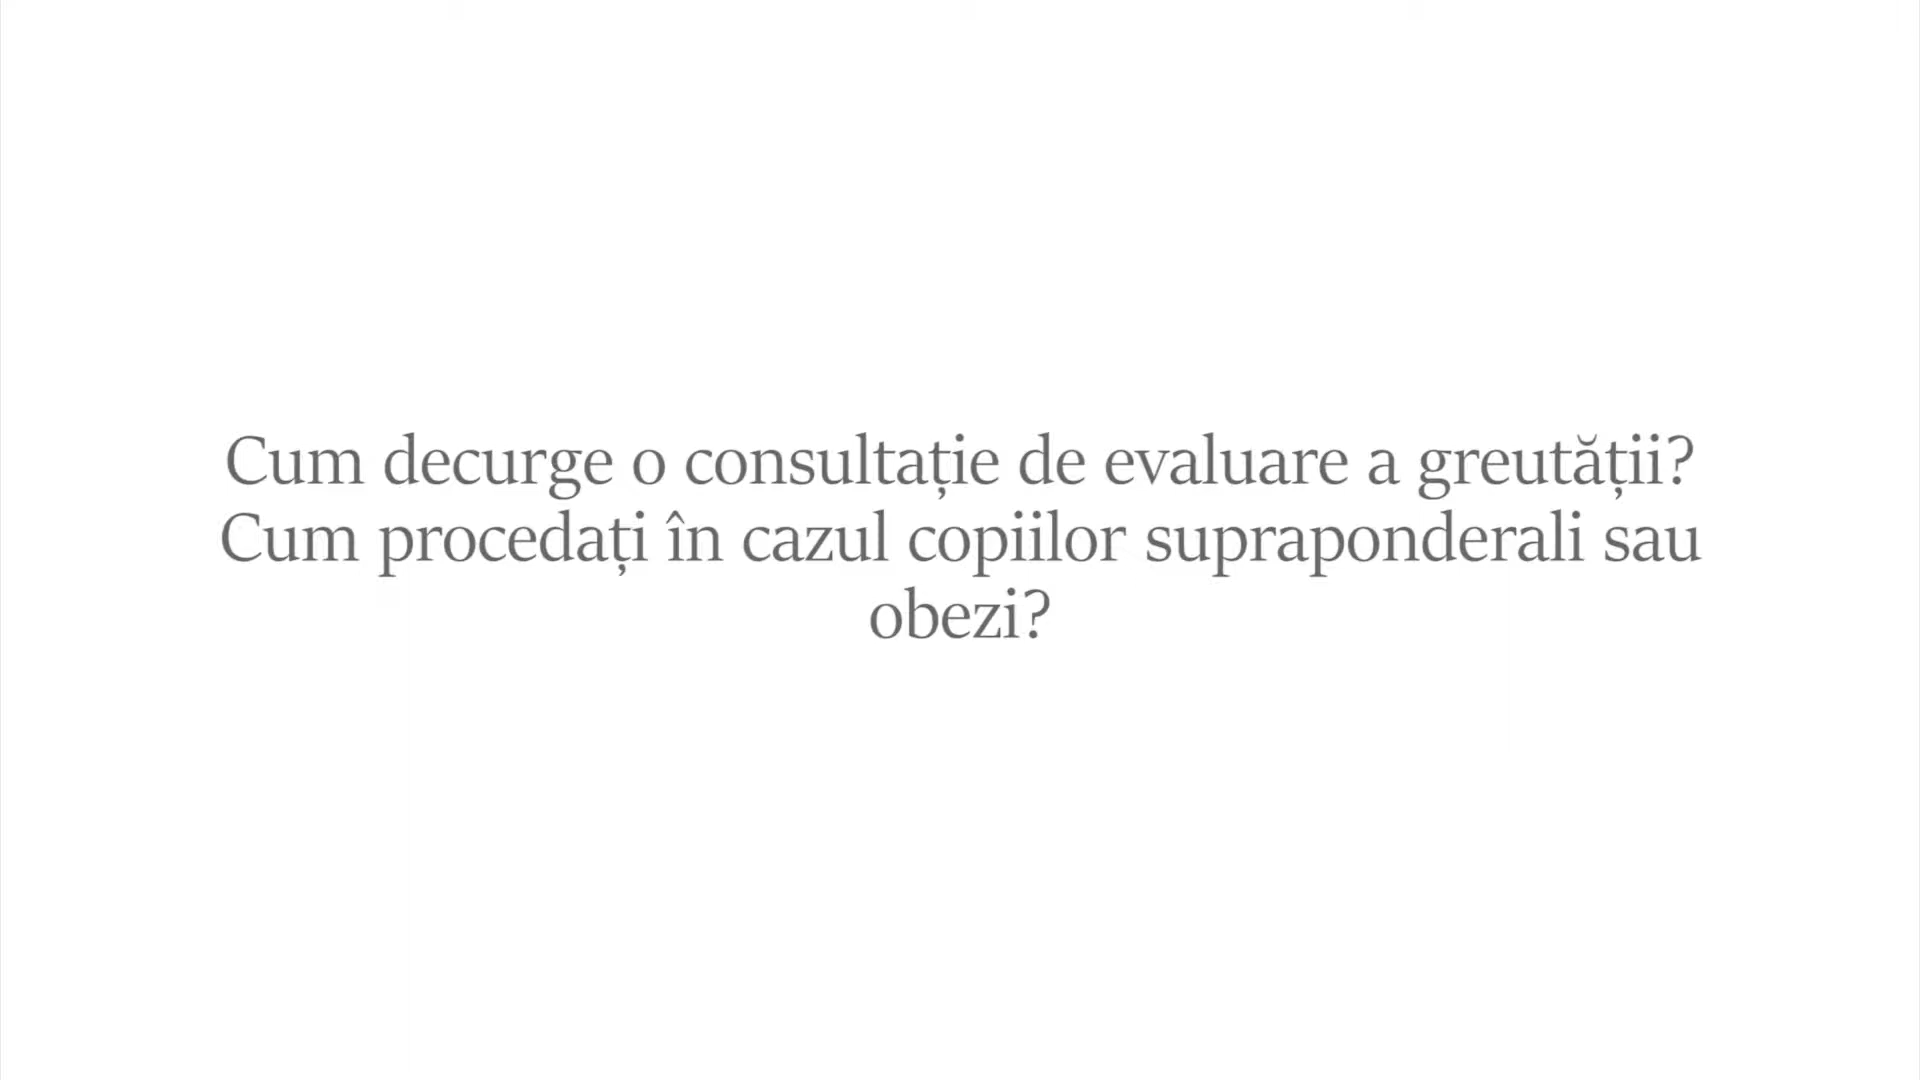 Cum decurge o consultație de evaluare a greutății?
Cum procedați în cazul copiilor supraponderali sau
obezi?